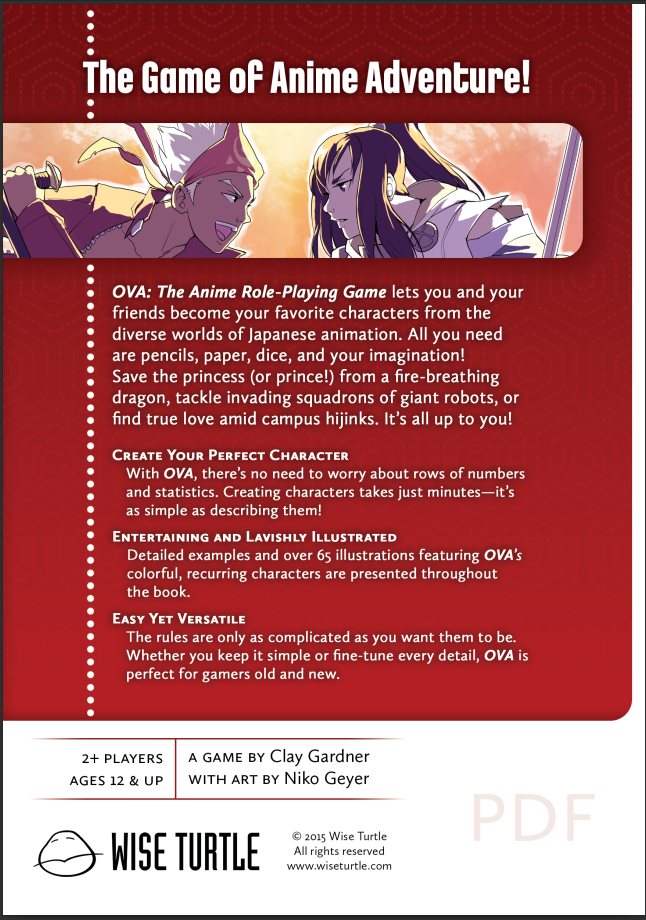 The Game of Anime Adventure!
OVA: The Anime Role-Playing Game lets you and your
friends become your favorite characters from the
diverse worlds of Japanese animation. All you need
are pencils, paper, dice, and your imagination!
Save the princess (or prince!) from a fire-breathing
dragon, tackle invading squadrons of giant robots, or
find true love amid campus hijinks. It's all up to you!
Create Your Perfect Character
With OVA, there's no need to worry about rows of numbers
and statistics. Creating characters takes just minutes—it's
as simple as describing them!
Entertaining and Lavishly Illustrated
Detailed examples and over 65 illustrations featuring OVA's
colorful, recurring characters are presented throughout
the book.
Easy Yet Versatile
The rules are only as complicated as you want them to be.
Whether you keep it simple or fine-tune every detail, OVA is
perfect for gamers old and new.
2+ PLAYERS
AGES 12 & UP
A GAME BY Clay Gardner
WITH ART BY Niko Geyer
PDF
WISE TURTLE
© 2015 Wise Turtle
All rights reserved
www.wiseturtle.com